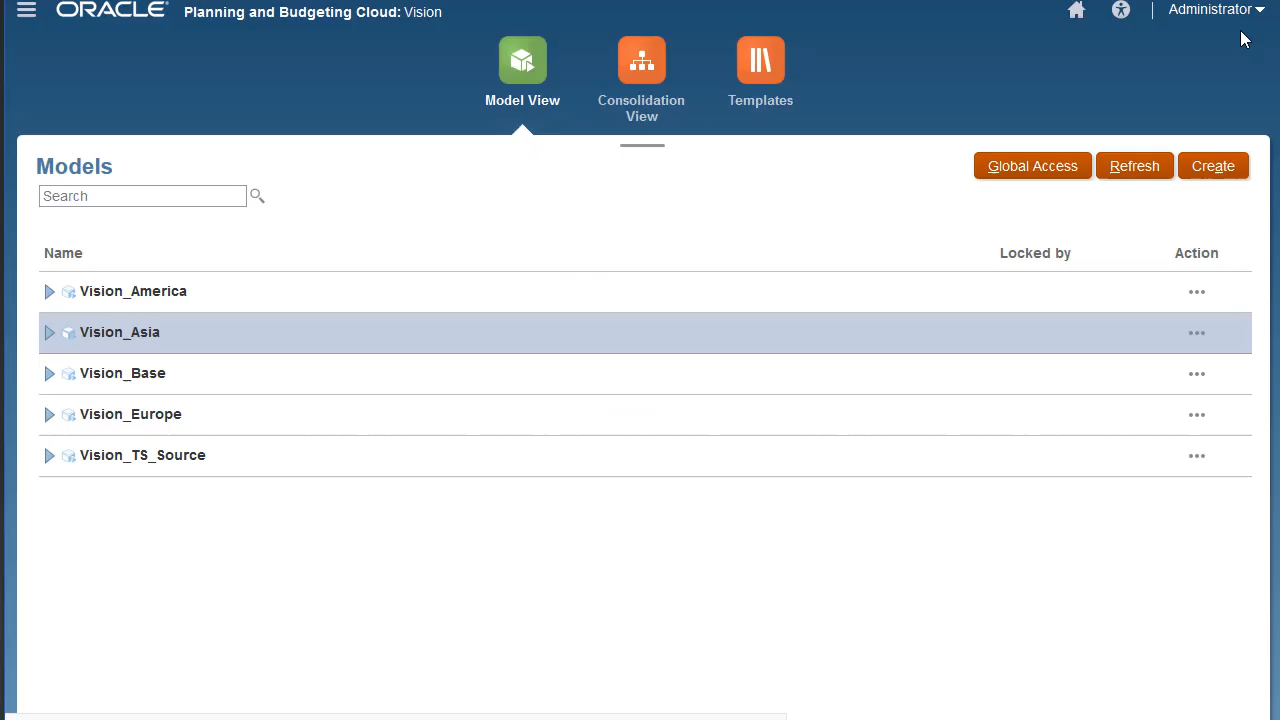 ORACLE Planning and Budgeting Cloud: Vision
Administrator
Model View
Consolidation View
Templates
Models
Global Access
Refresh
Create
Search
Name
Locked by
Action
Vision_America
Vision_Asia
Vision_Base
Vision_Europe
Vision_TS_Source